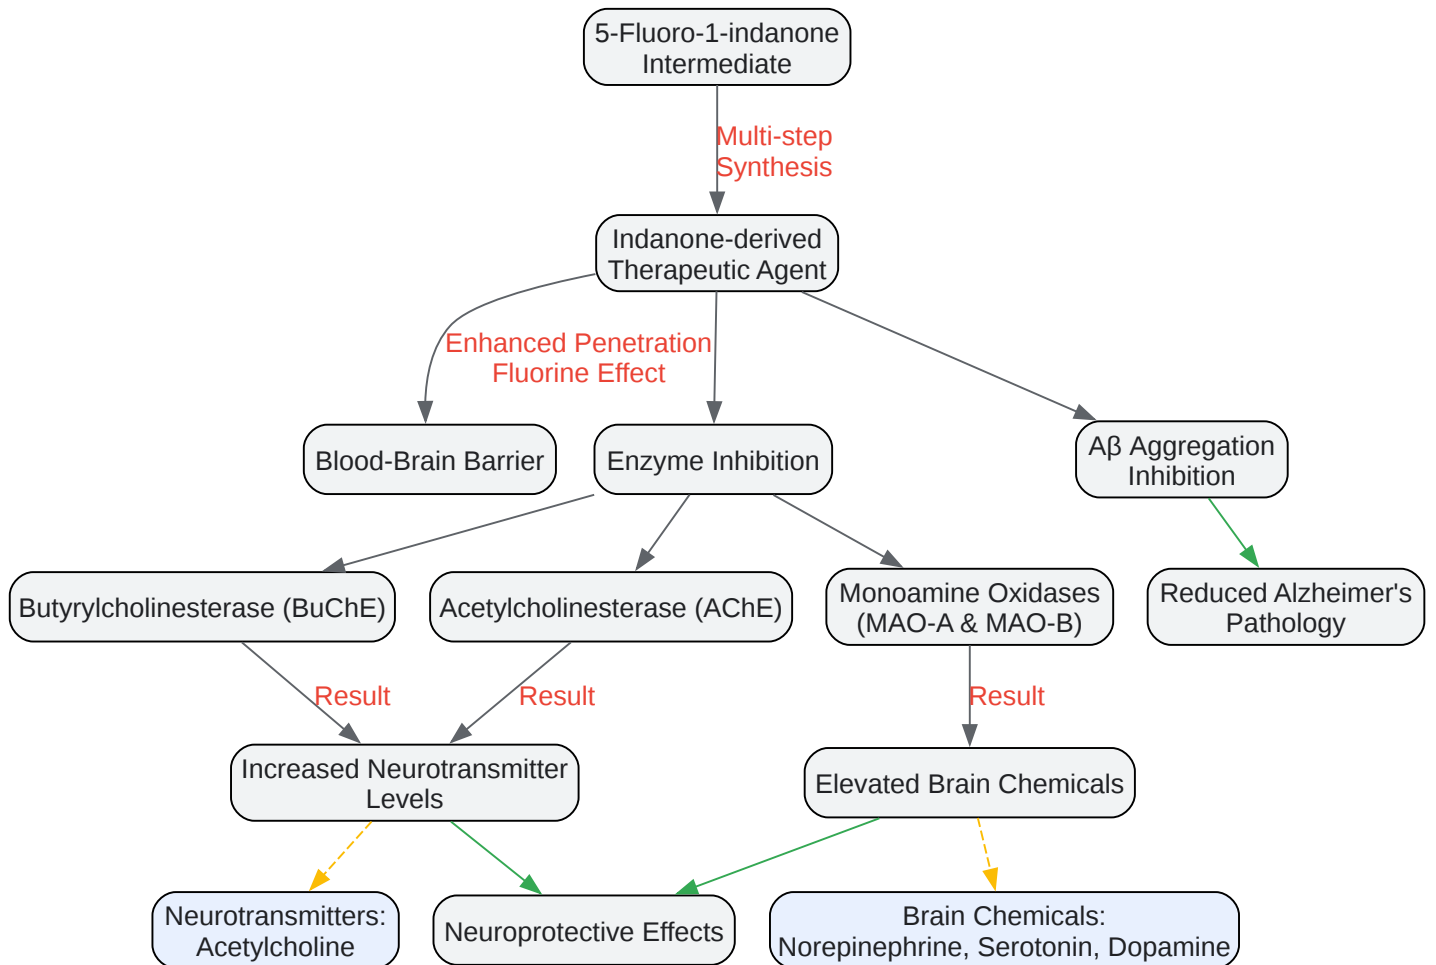 5-Fluoro-1-indanone
Intermediate
Multi-step
Synthesis
Indanone-derived
Therapeutic Agent
Enhanced Penetration
Fluorine Effect
Blood-Brain Barrier
Enzyme Inhibition
Aβ Aggregation
Inhibition
Butyrylcholinesterase (BuChE)
Acetylcholinesterase (AChE)
Monoamine Oxidases
(MAO-A & MAO-B)
Reduced Alzheimer's
Pathology
Result
Result
Result
Increased Neurotransmitter
Levels
Elevated Brain Chemicals
Neurotransmitters:
Acetylcholine
Neuroprotective Effects
Brain Chemicals:
Norepinephrine, Serotonin, Dopamine